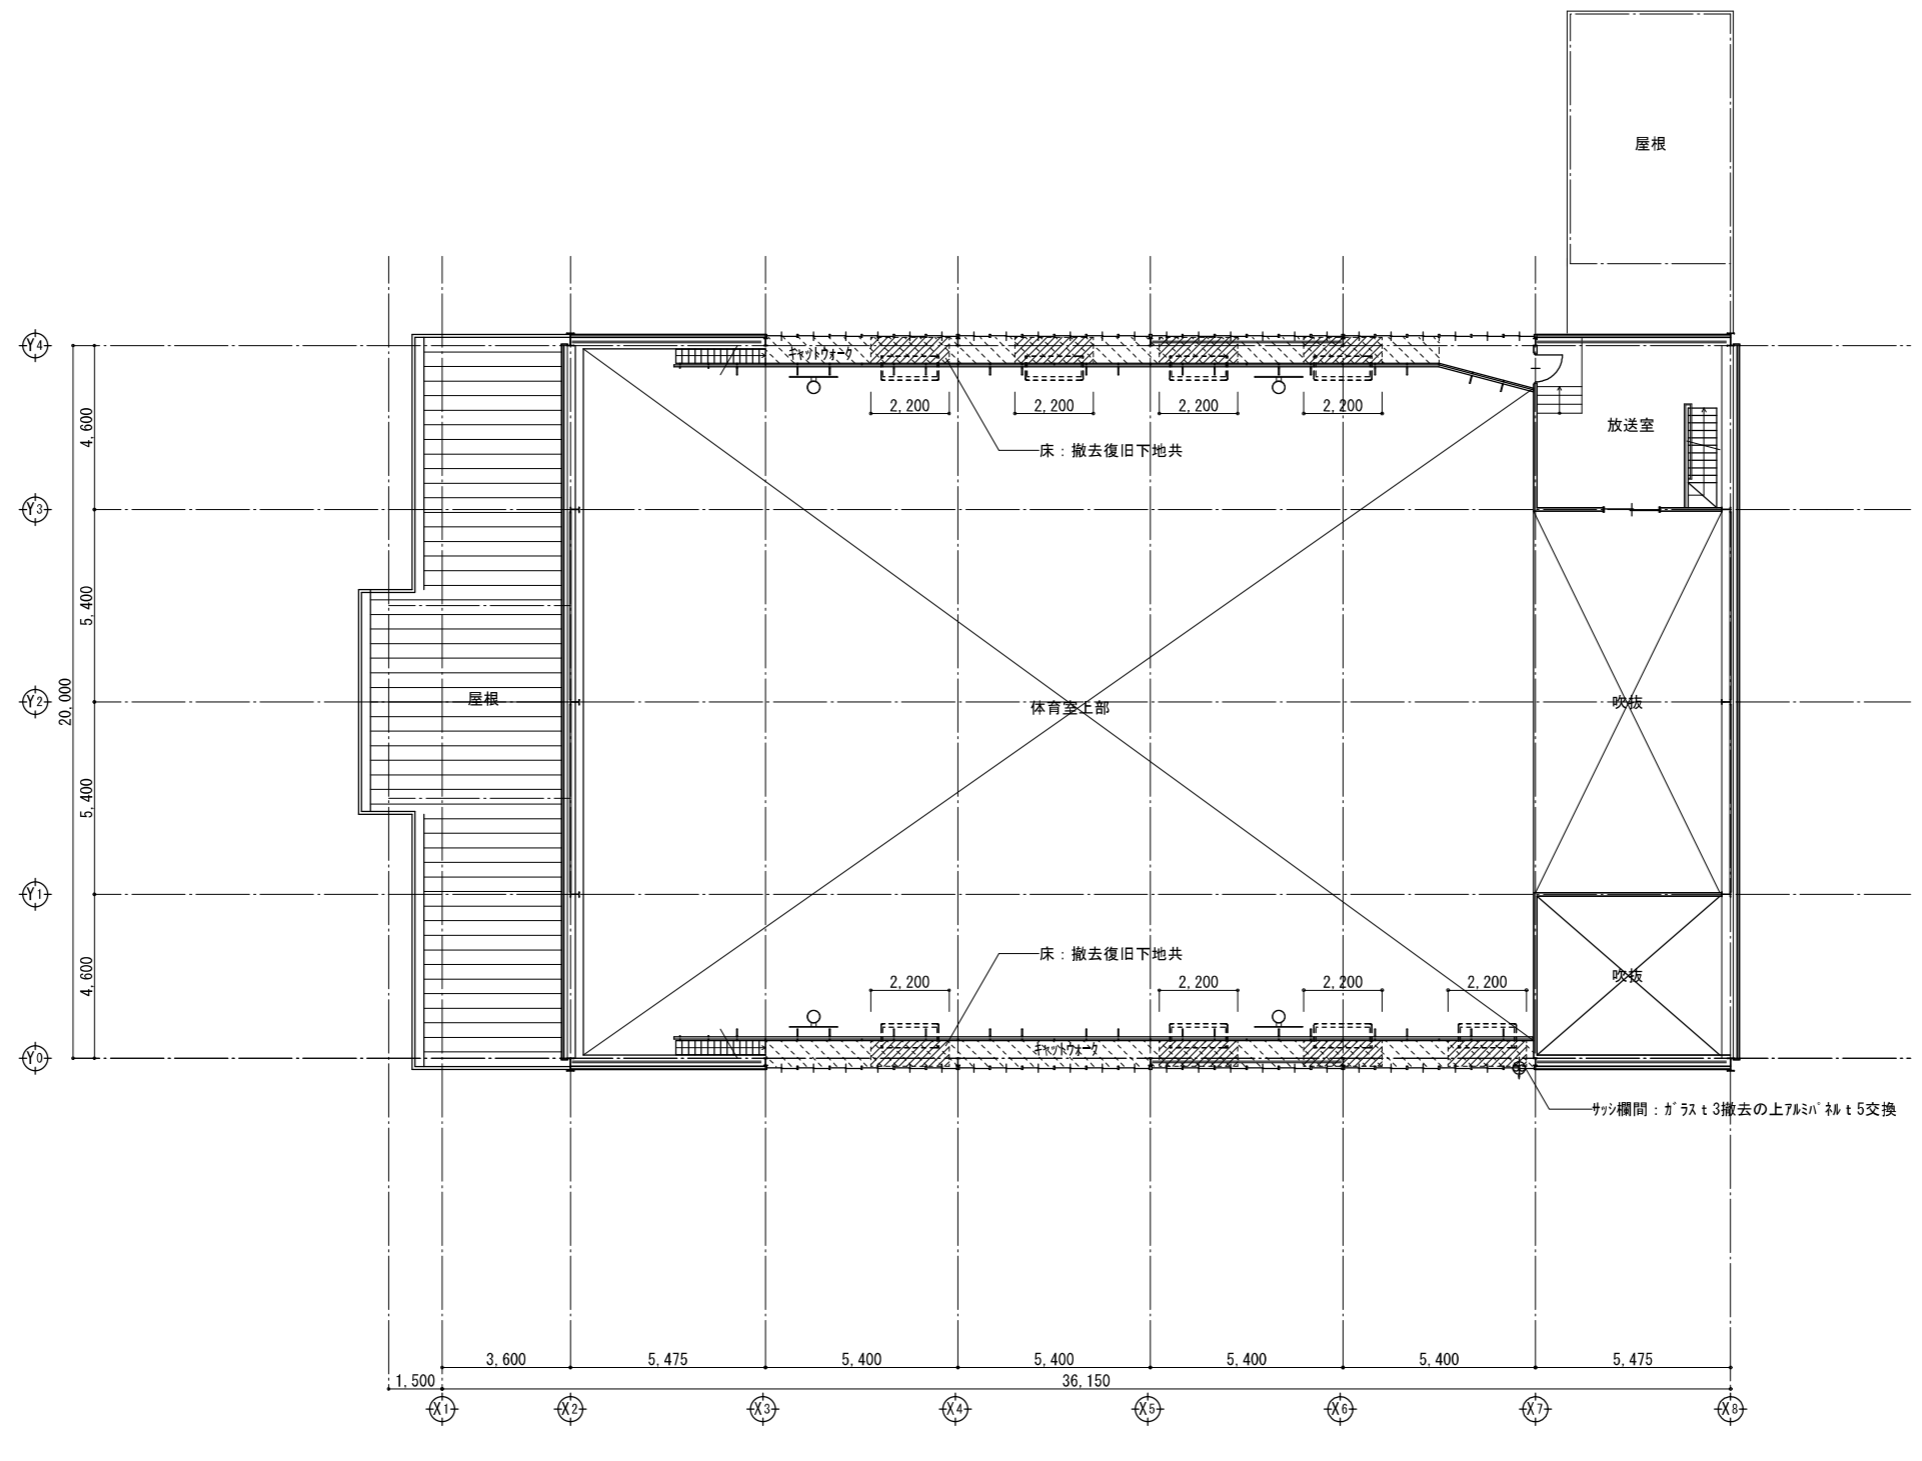 屋根
Y4
キャットウォーク
4,600
2,200
2,200
2,200
2,200
放送室
床：撤去復旧下地共
Y3
5,400
屋根
体育室上部
吹抜
Y2
20,000
5,400
Y1
4,600
床：撤去復旧下地共
吹抜
2,200
2,200
2,200
2,200
キャットウォーク
Y0
サッシ欄間：ガラスｔ3撤去の上アルミパネルｔ5交換
3,600
5,475
5,400
5,400
5,400
5,400
5,475
1,500
36,150
X1
X2
X3
X4
X5
X6
X7
X8